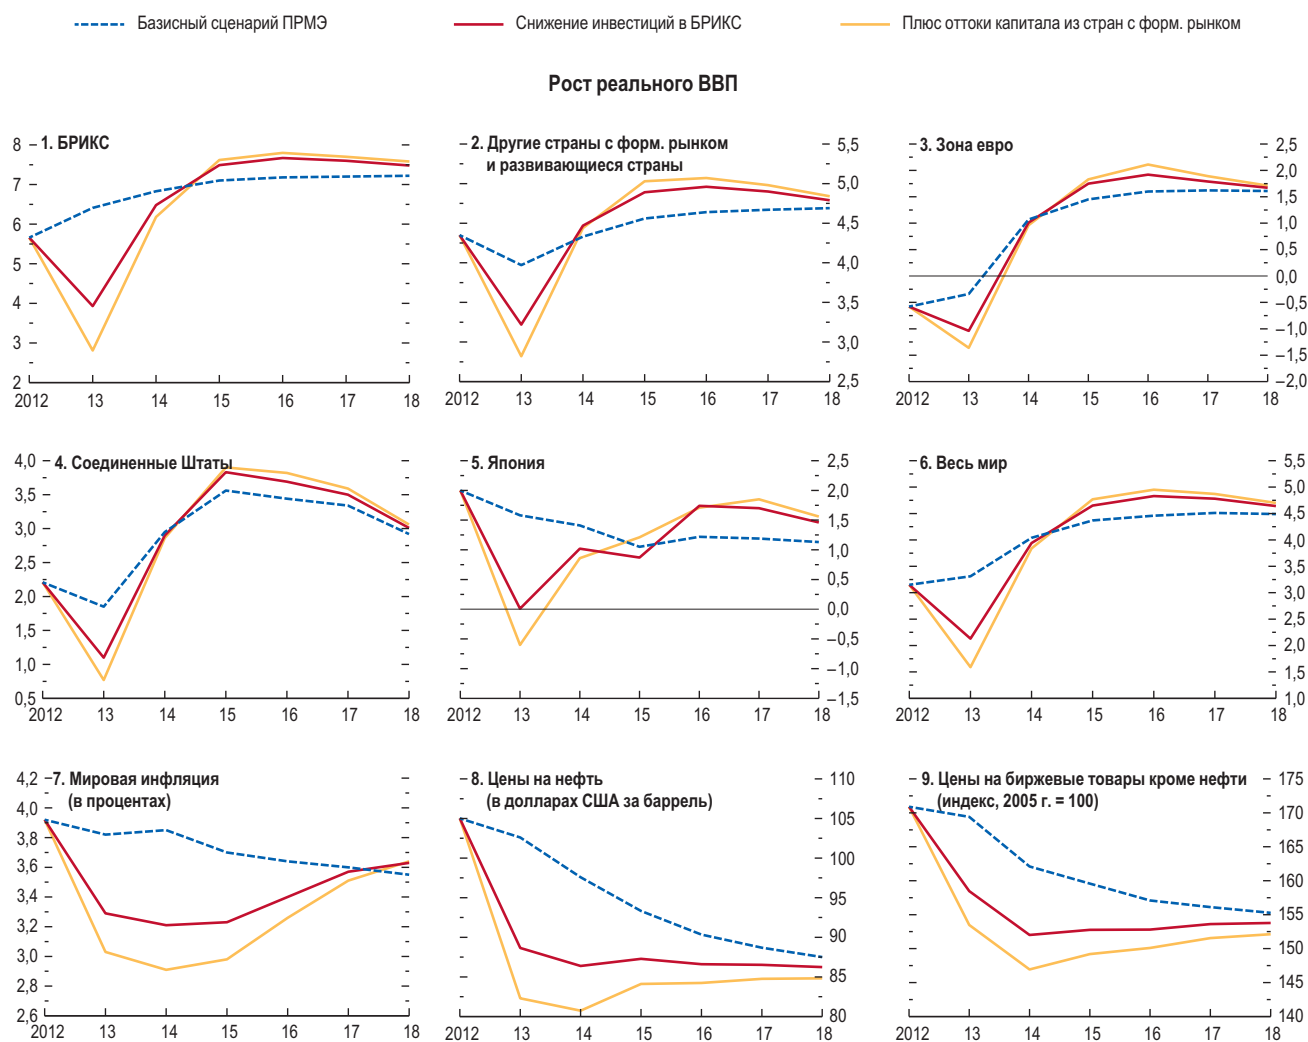 Базисный сценарий ПРМЭ
Снижение инвестиций в БРИКС
Плюс оттоки капитала из стран с форм. рынком
Рост реального ВВП
1. БРИКС
8
7
6
5
4
3
2
2012 13 14 15 16 17 18
2. Другие страны с форм. рынком
и развивающиеся страны
5,5
5,0
4,5
4,0
3,5
3,0
2,5
2012 13 14 15 16 17 18
3. Зона евро
2,5
2,0
1,5
1,0
0,5
0,0
–0,5
–1,0
–1,5
–2,0
2012 13 14 15 16 17 18
4. Соединенные Штаты
4,0
3,5
3,0
2,5
2,0
1,5
1,0
0,5
2012 13 14 15 16 17 18
5. Япония
2,5
2,0
1,5
1,0
0,5
0,0
–0,5
–1,0
–1,5
2012 13 14 15 16 17 18
6. Весь мир
5,5
5,0
4,5
4,0
3,5
3,0
2,5
2,0
1,5
1,0
2012 13 14 15 16 17 18
7. Мировая инфляция
(в процентах)
4,2
4,0
3,8
3,6
3,4
3,2
3,0
2,8
2,6
2012 13 14 15 16 17 18
8. Цены на нефть
(в долларах США за баррель)
110
105
100
95
90
85
80
2012 13 14 15 16 17 18
9. Цены на биржевые товары кроме нефти
(индекс, 2005 г. = 100)
175
170
165
160
155
150
145
140
2012 13 14 15 16 17 18